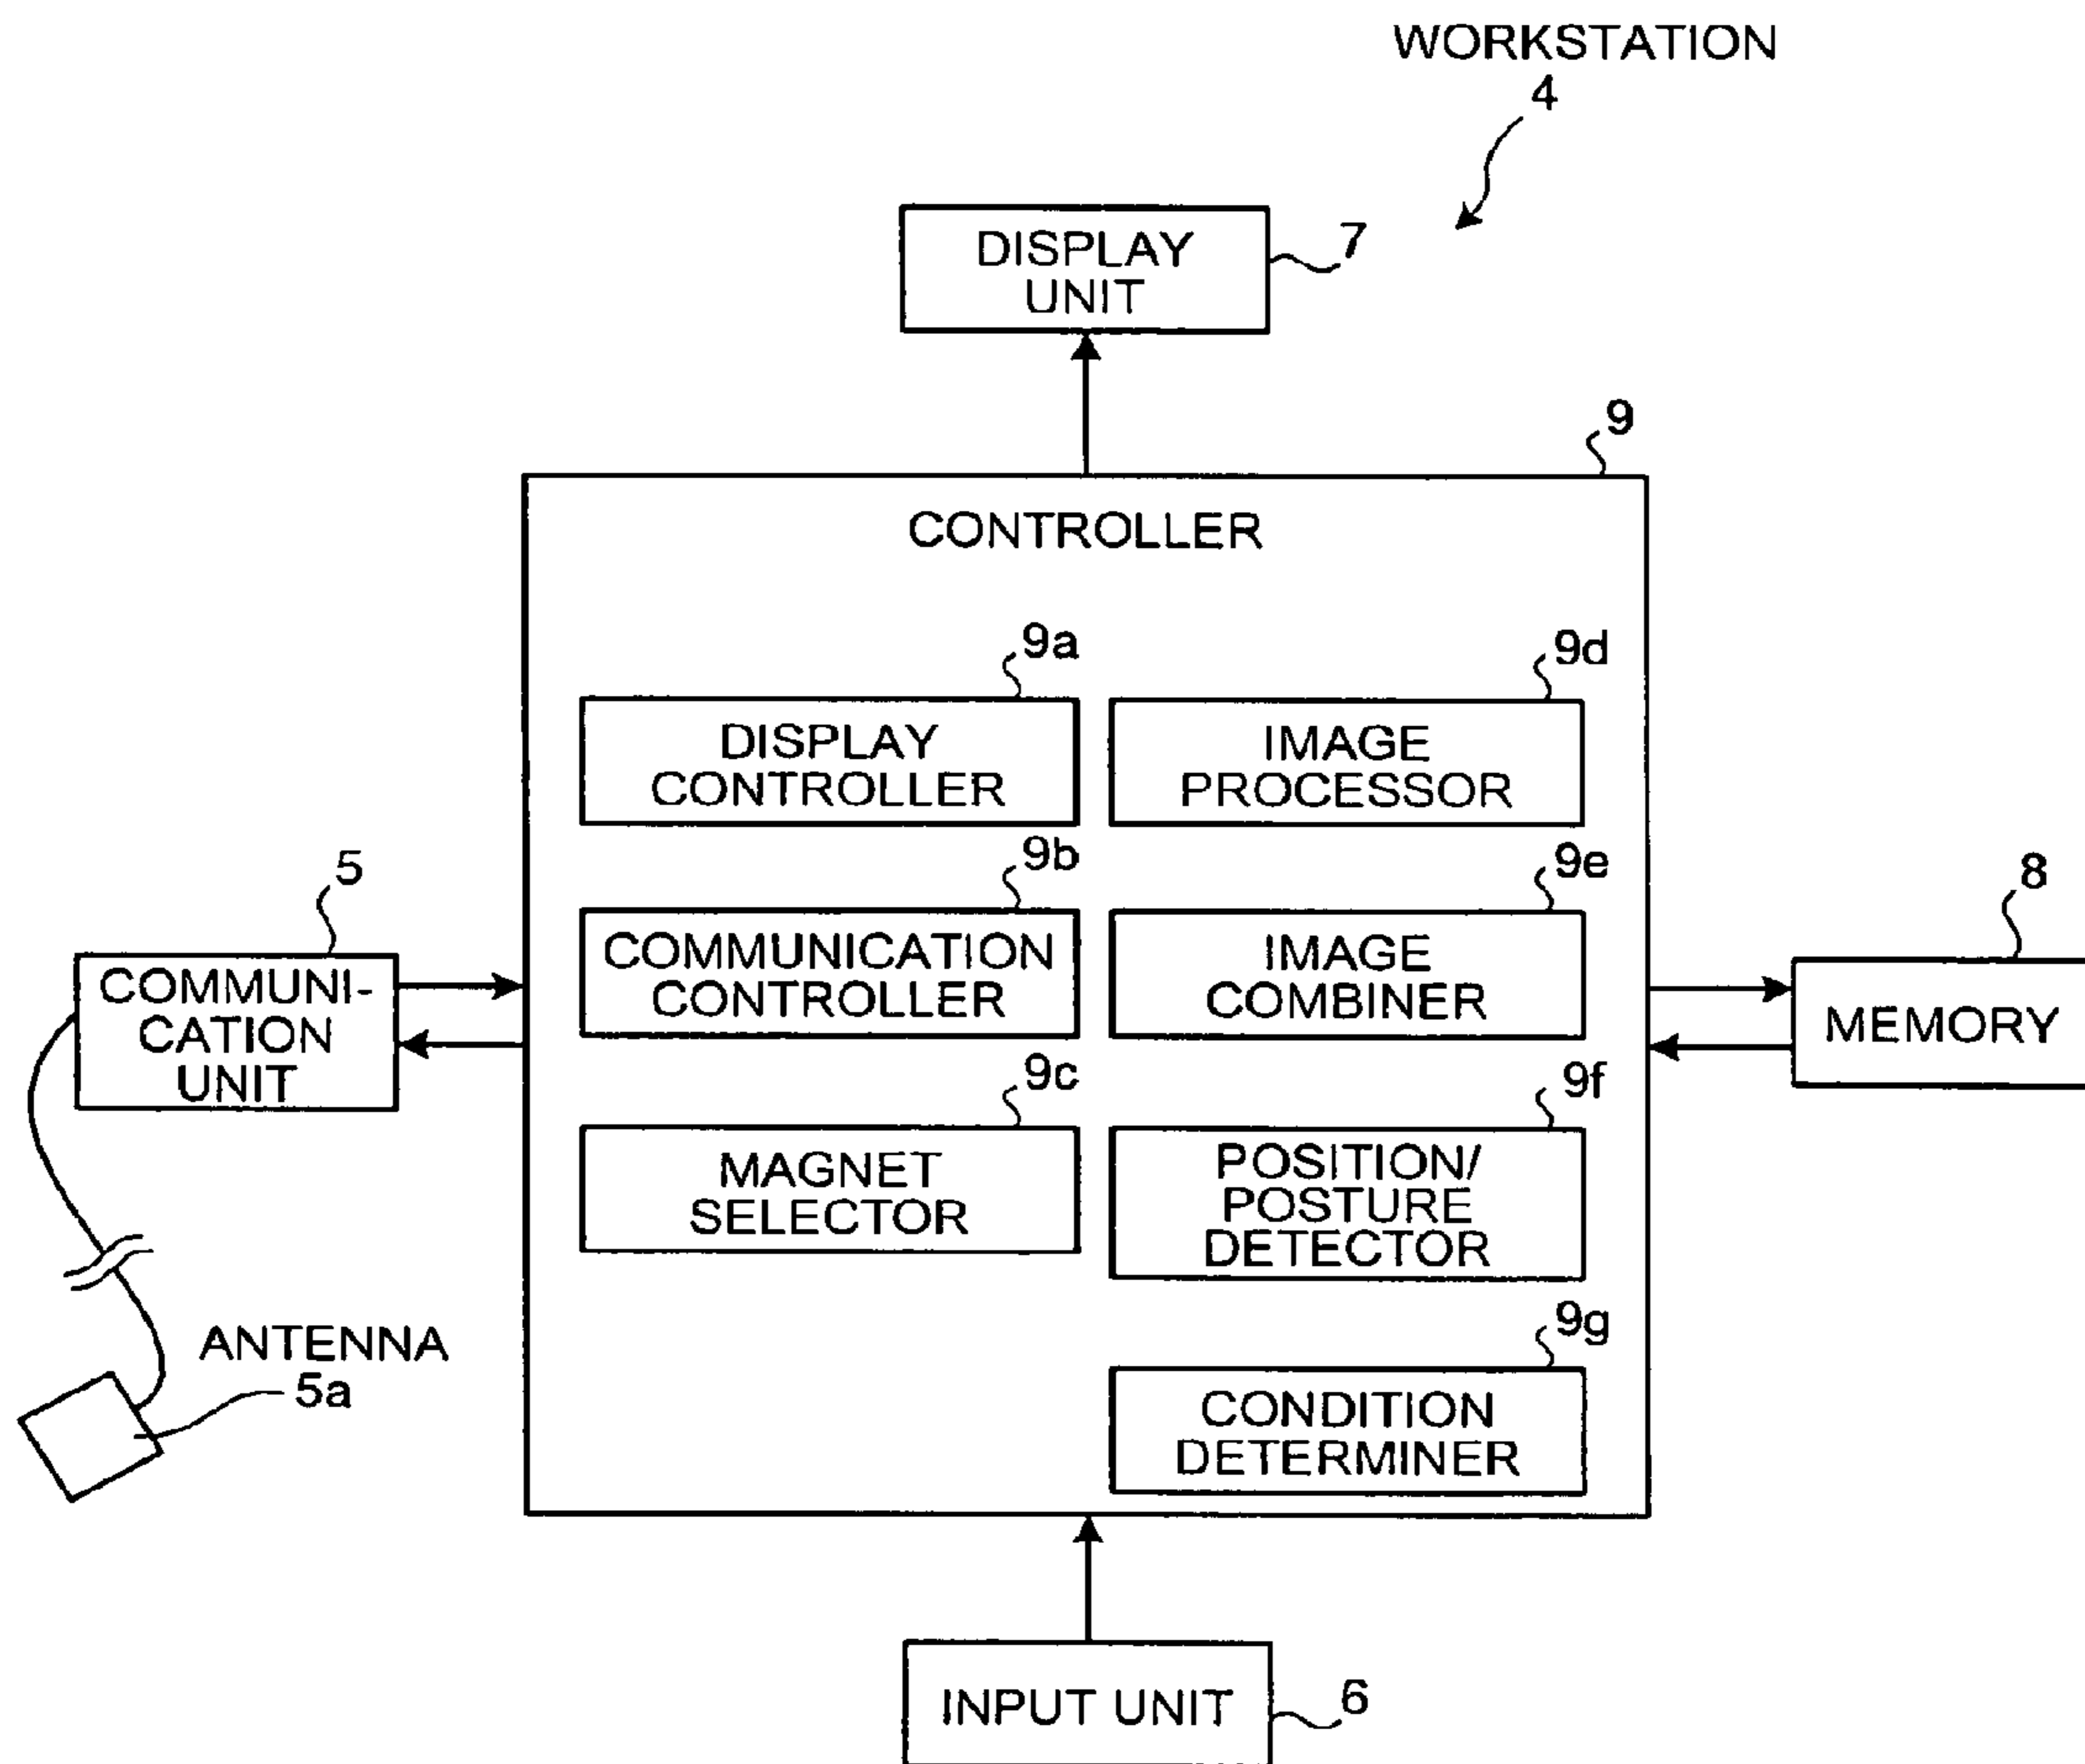 WORKSTATION
4
DISPLAY
UNIT
7
9
CONTROLLER
9a
9d
DISPLAY
CONTROLLER
IMAGE
PROCESSOR
9b
9e
5
8
COMMUNI-
CATION
UNIT
COMMUNICATION
CONTROLLER
IMAGE
COMBINER
MEMORY
9c
9f
MAGNET
SELECTOR
POSITION/
POSTURE
DETECTOR
ANTENNA
5a
9g
CONDITION
DETERMINER
INPUT UNIT
6